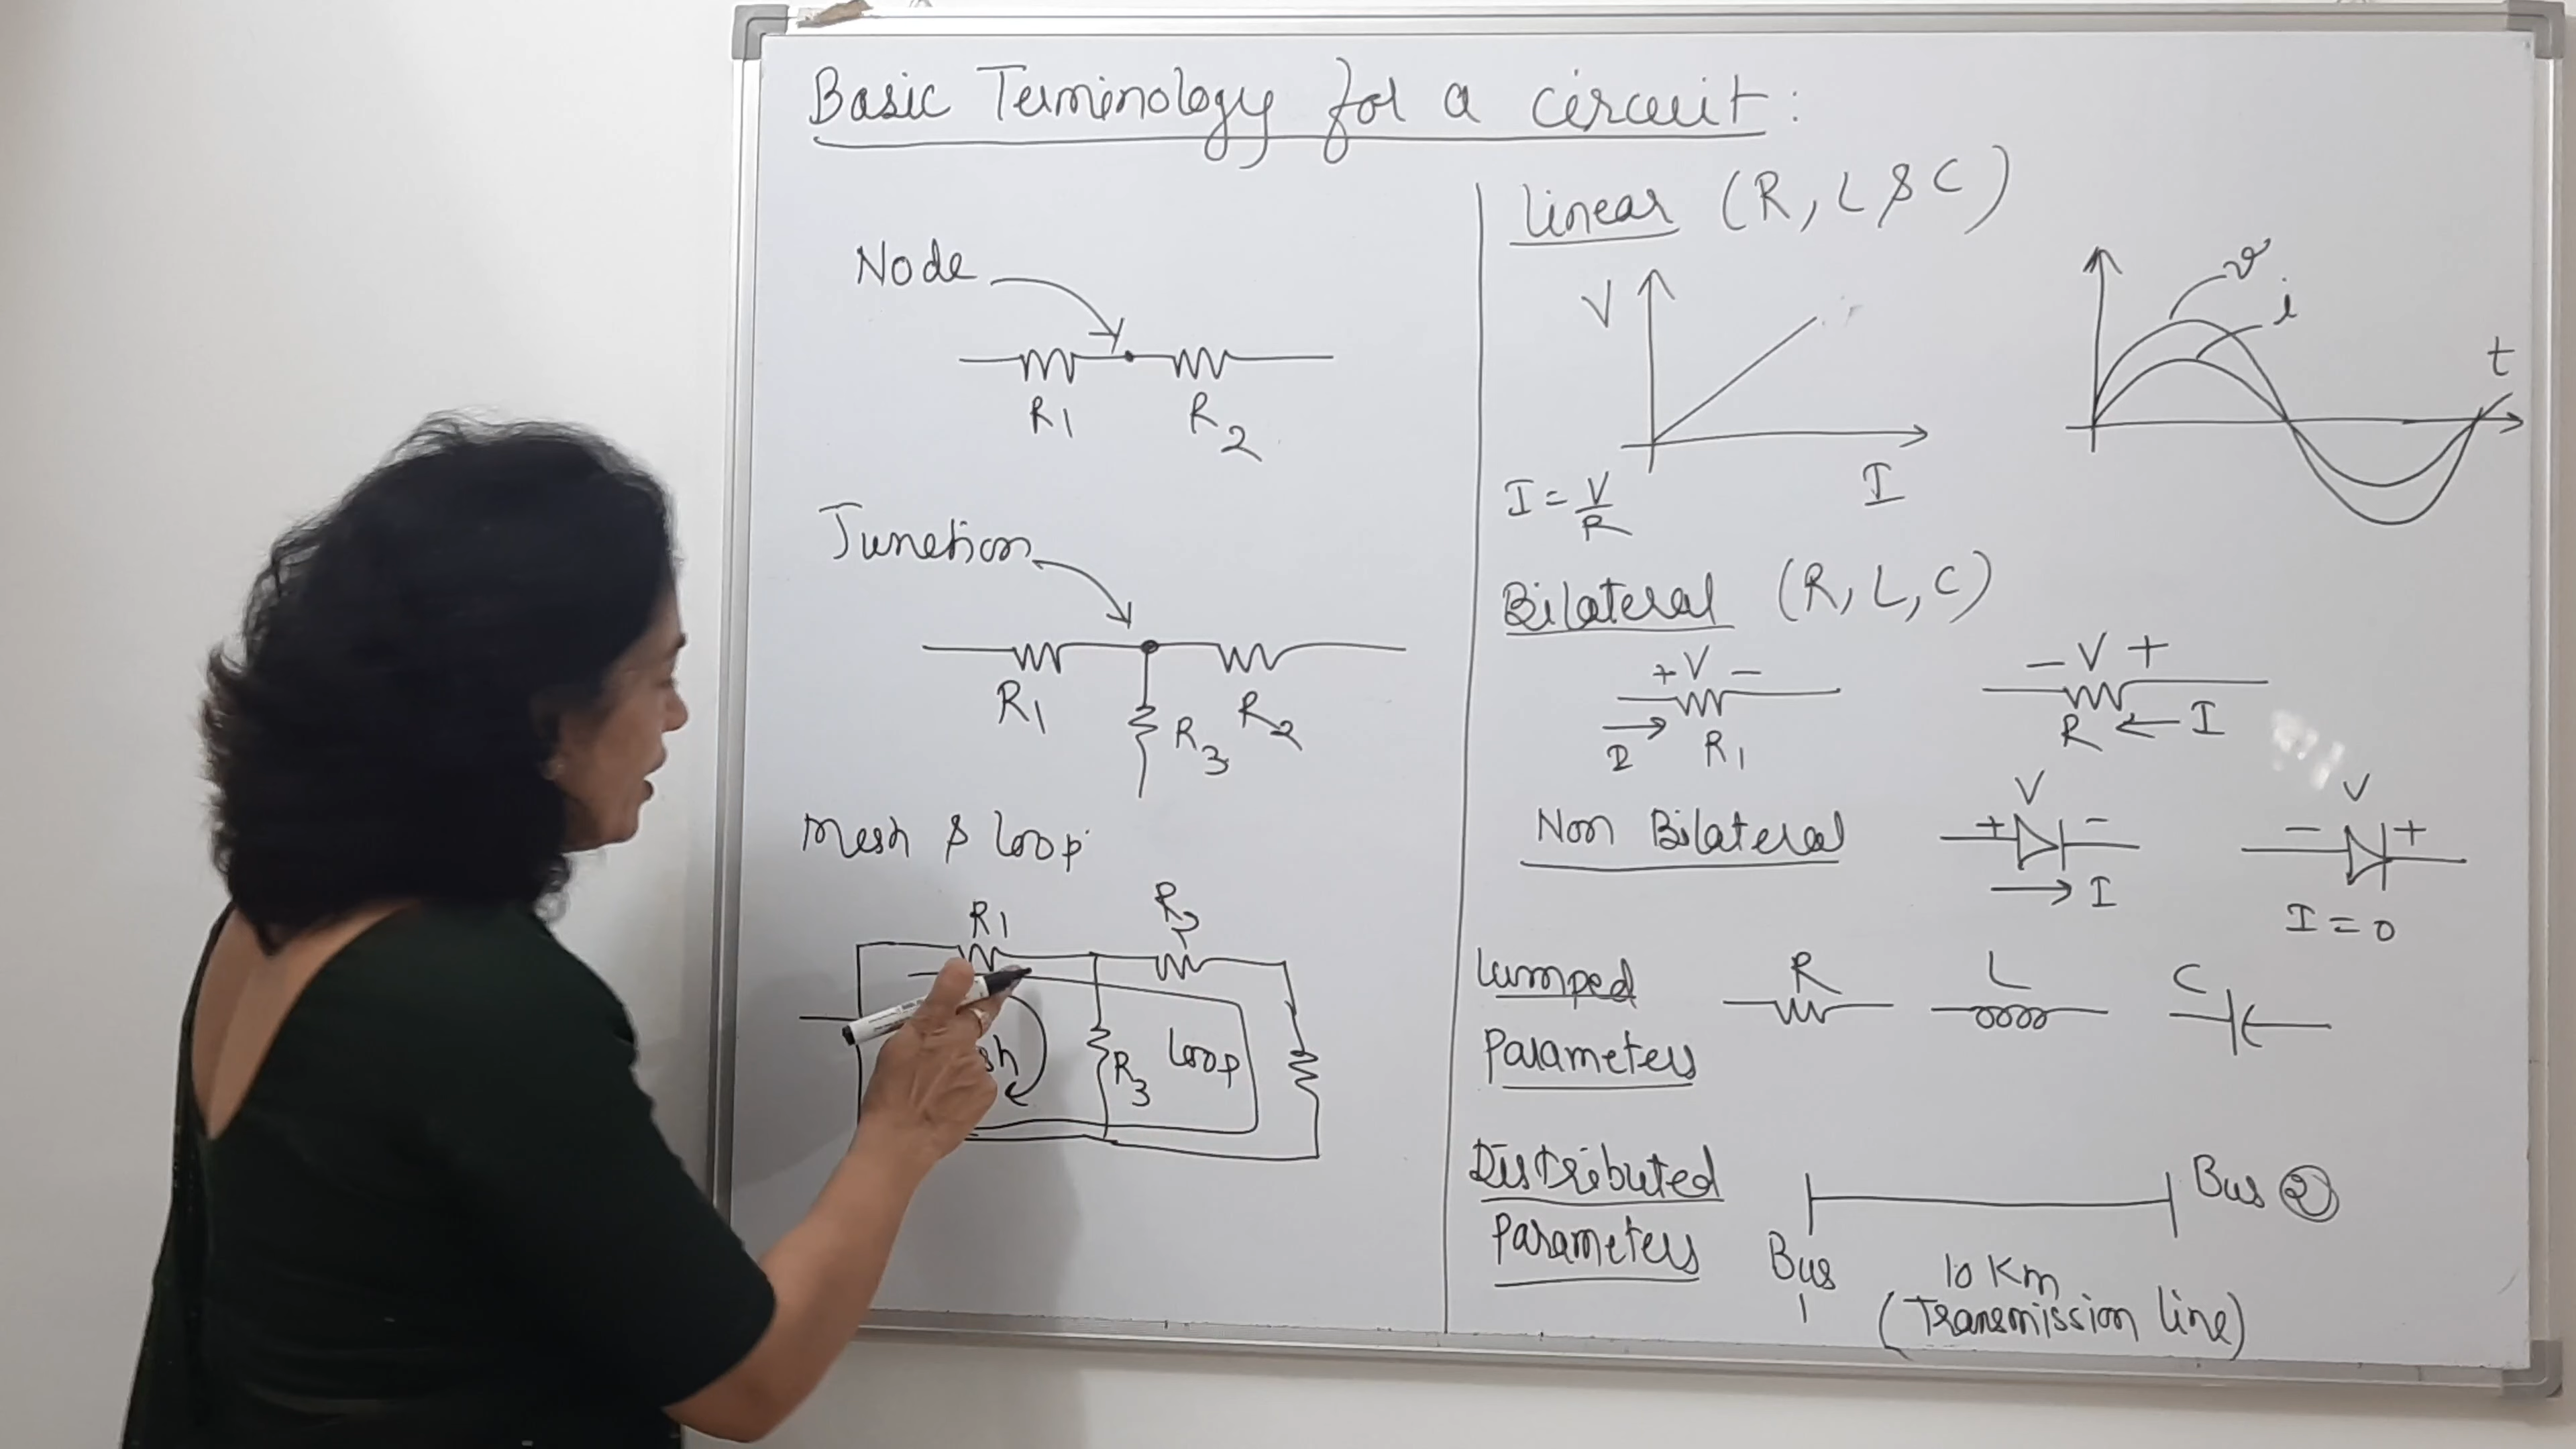 Basic Terminology for a circuit:
Node
R1 R2
Junction
R1 R2
R3
Mesh & loop
R1 R2
sh R3 loop
Linear (R, L & C)
V
I
I = V/R
v
i
t
Bilateral (R, L, C)
+ V -
I R1
- V +
R I
Non Bilateral
V
+ -
I
V
- +
I = 0
Lumped
Parameters
R L C
Distributed
Parameters
Bus
1
Bus 2
10 Km
(Transmission line)